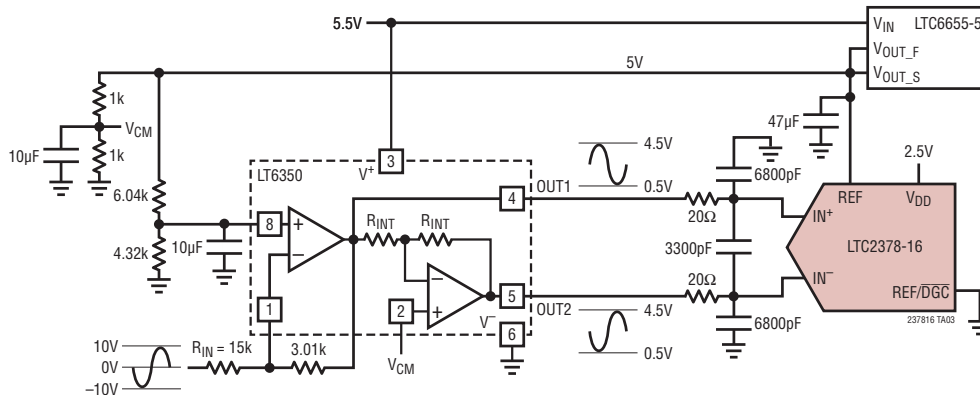 5.5V
VIN
LTC6655-5
VOUT_F
5V
VOUT_S
1k
VCM
10µF
1k
47µF
4.5V
3
V+
2.5V
LT6350
6800pF
0.5V
6.04k
4
OUT1
REF
VDD
8
+
RINT
RINT
20Ω
IN+
10µF
−
3300pF
LTC2378-16
4.32k
−
20Ω
IN−
1
2
+
5
OUT2
4.5V
REF/DGC
V−
6
6800pF
237816 TA03
10V
RIN = 15k
3.01k
0V
VCM
0.5V
−10V